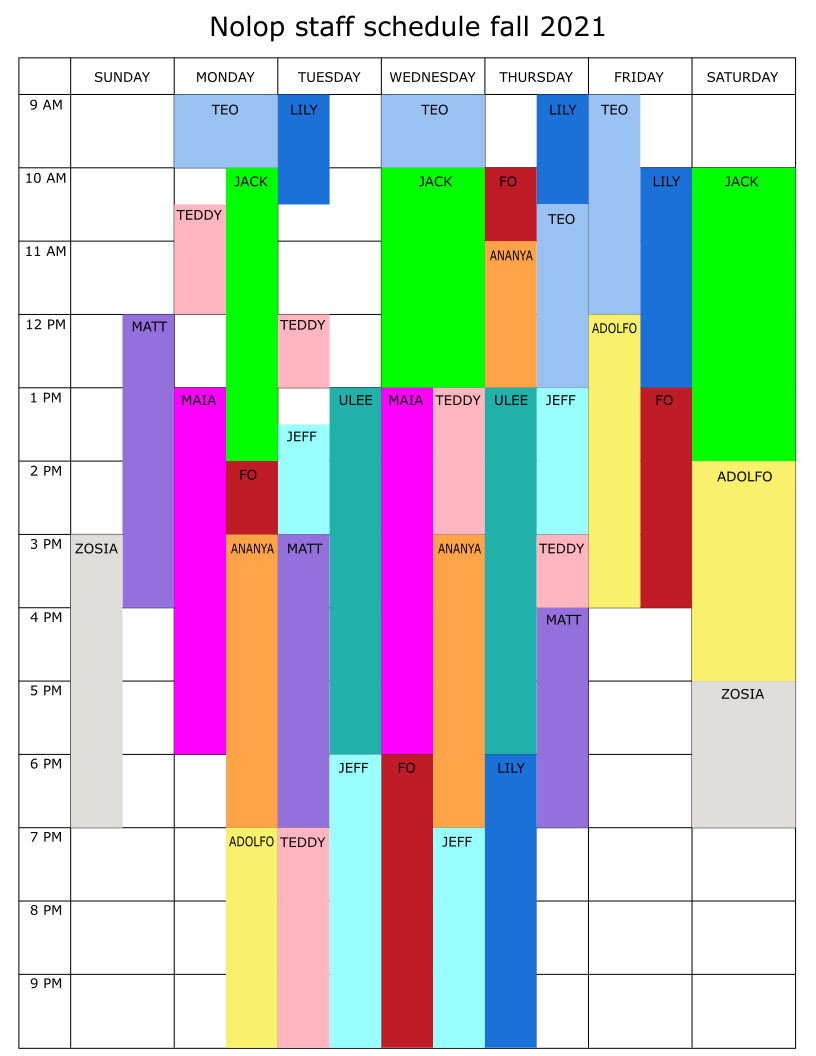 Nolop staff schedule fall 2021
SUNDAY MONDAY TUESDAY WEDNESDAY THURSDAY FRIDAY SATURDAY
9 AM TEO LILY TEO LILY TEO
10 AM JACK JACK FO LILY JACK
TEDDY TEO
11 AM ANANYA
12 PM MATT TEDDY ADOLFO
1 PM MAIA ULEE MAIA TEDDY ULEE JEFF FO
JEFF
2 PM FO ADOLFO
3 PM ZOSIA ANANYA MATT ANANYA TEDDY
4 PM MATT
5 PM ZOSIA
6 PM JEFF FO LILY
7 PM ADOLFO TEDDY JEFF
8 PM
9 PM